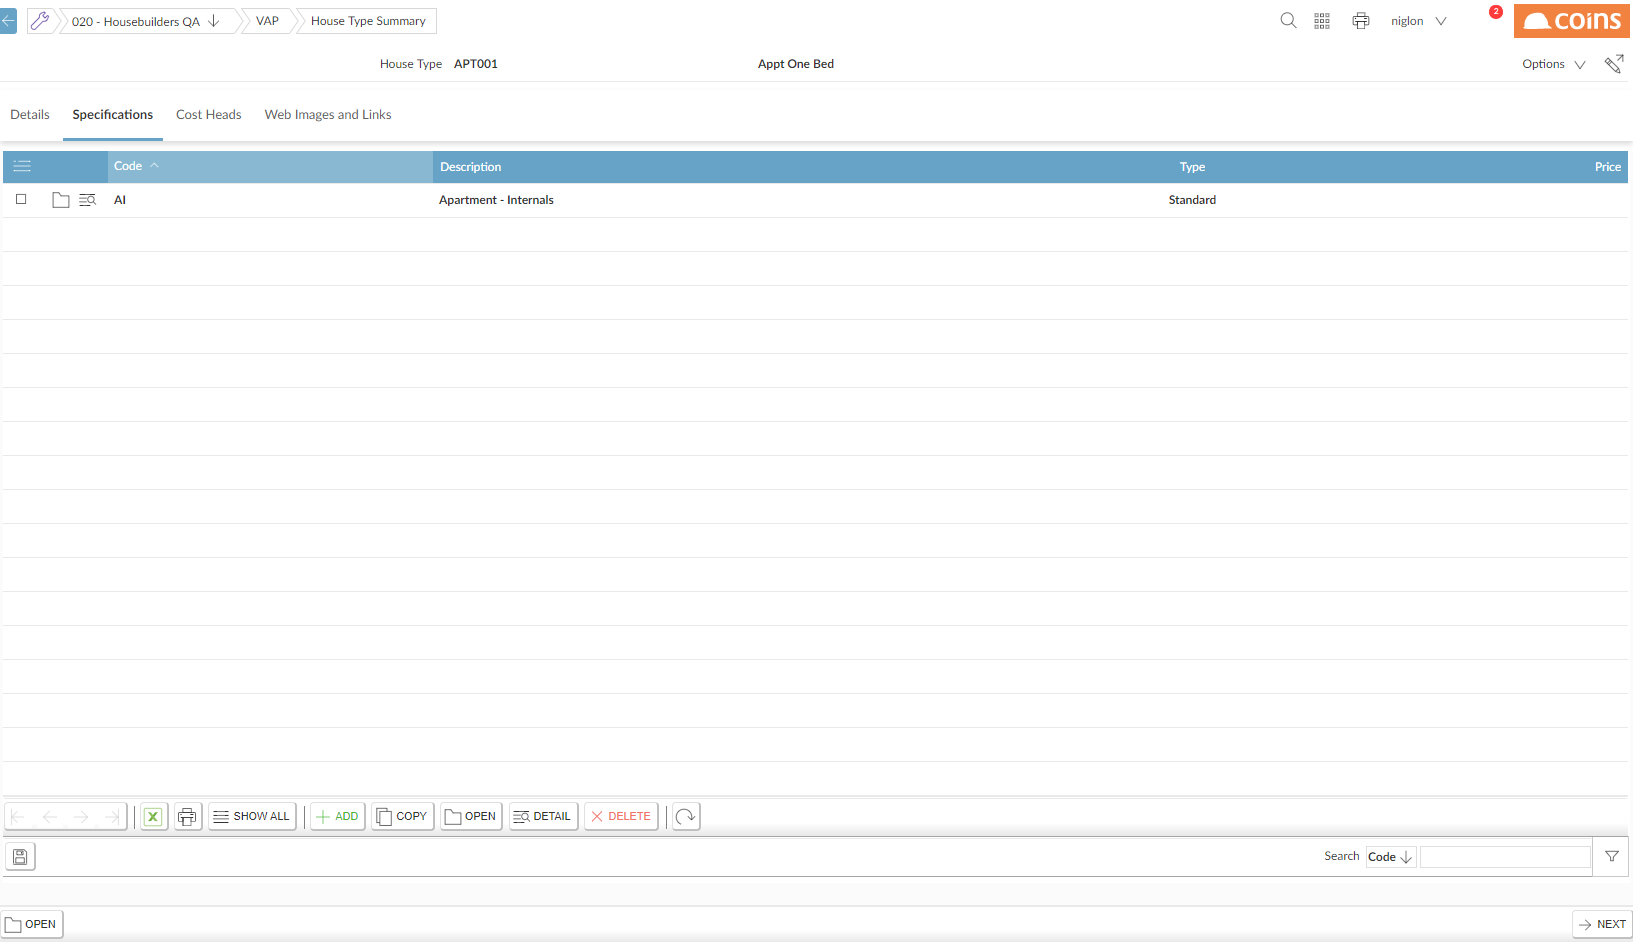 020 - Housebuilders QA
VAP
House Type Summary
niglon
2
coins
House Type APT001
Appt One Bed
Options
Details
Specifications
Cost Heads
Web Images and Links
Code
Description
Type
Price
AI
Apartment - Internals
Standard
SHOW ALL
ADD
COPY
OPEN
DETAIL
DELETE
Search
Code
OPEN
NEXT